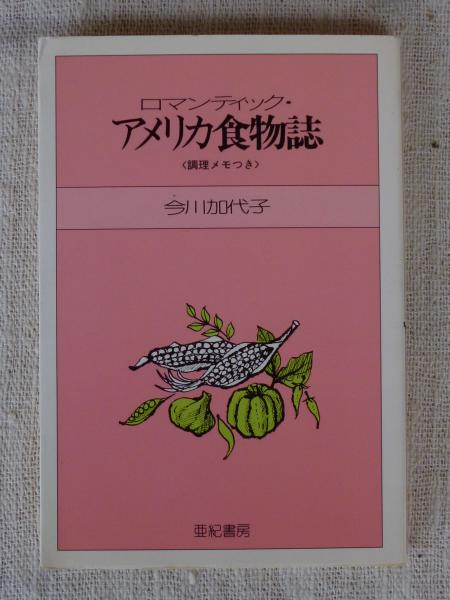 ロマンティック・
アメリカ食物誌
〈調理メモつき〉
今川加代子
亜紀書房